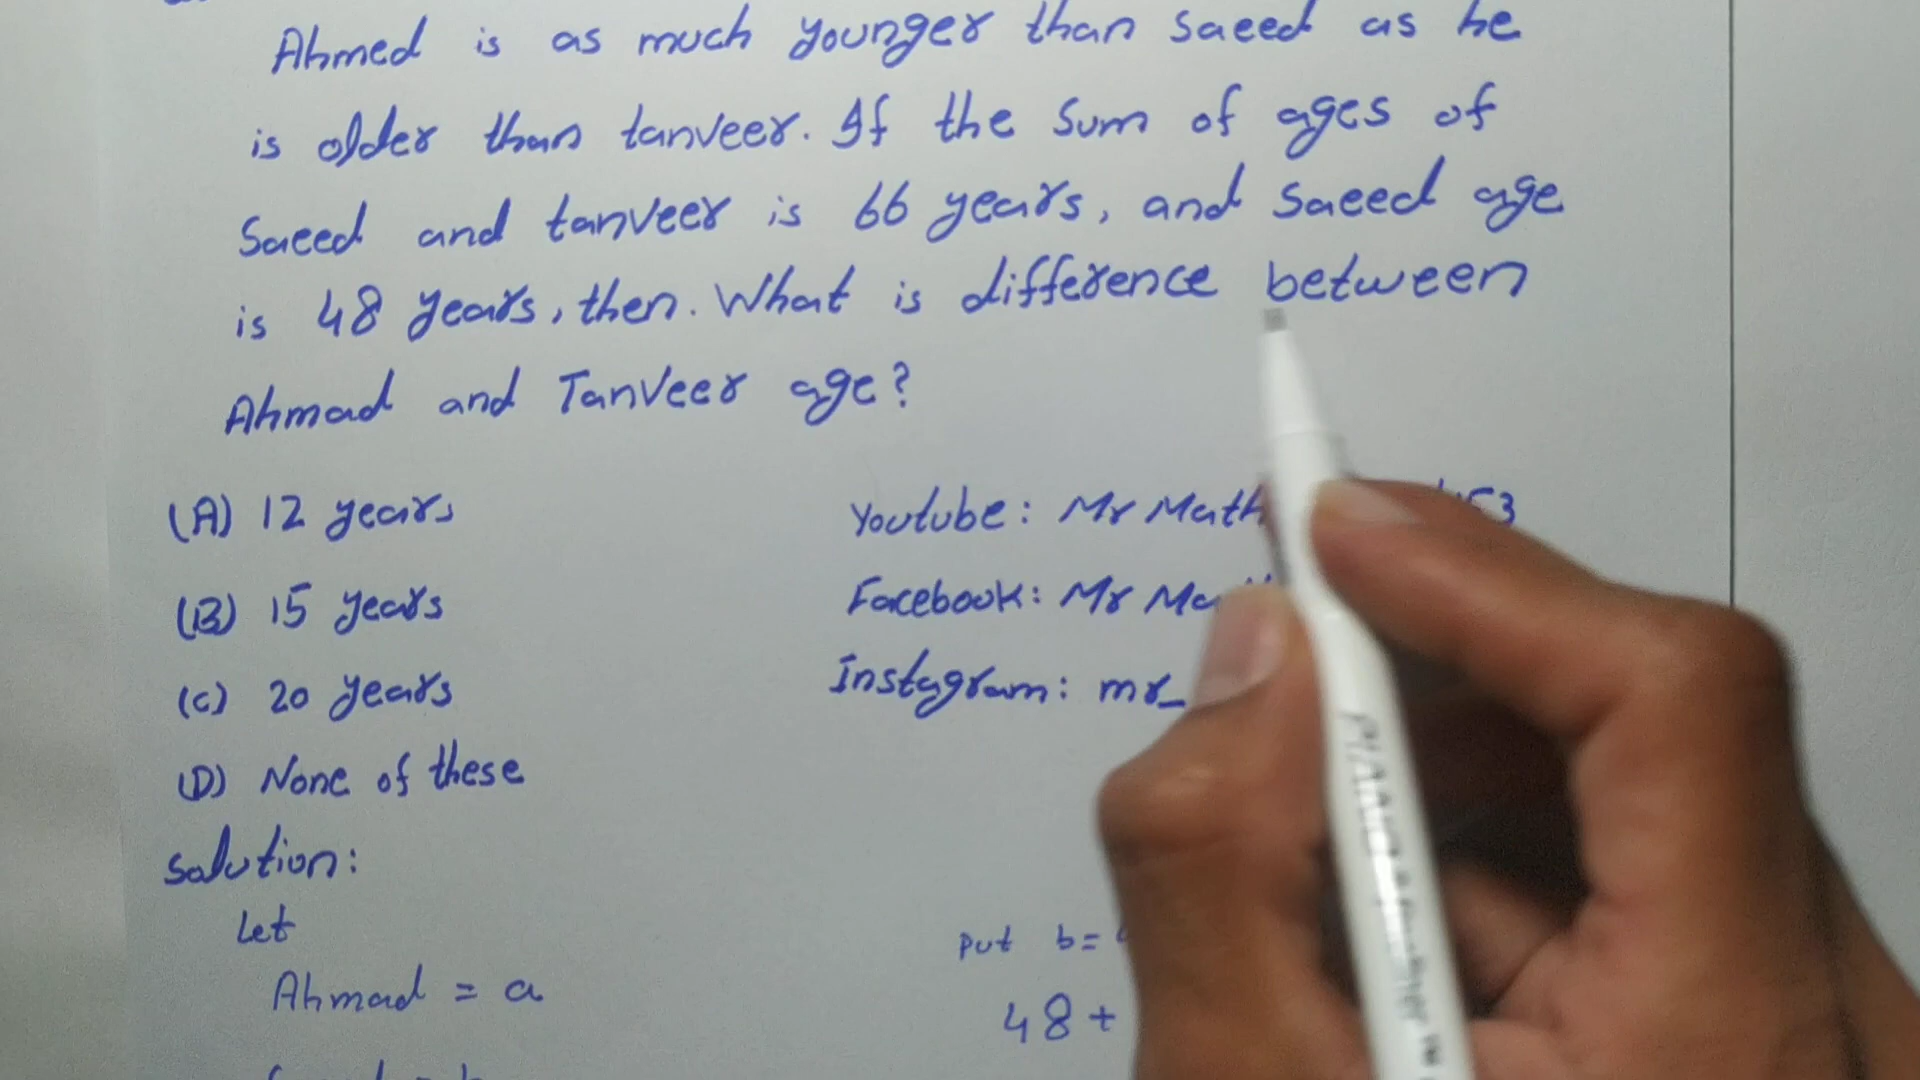 Ahmed is as much younger than Saeed as he
is older than tanveer. If the Sum of ages of
Saeed and tanveer is 66 years, and Saeed age
is 48 years, then. What is difference between
Ahmad and Tanveer age?
(A) 12 years
(B) 15 years
(C) 20 years
(D) None of these
Youtube: Mr Math
Facebook: Mr
Instagram: mr_
Solution:
Let
Ahmad = a
Put b=
48+
PIANO